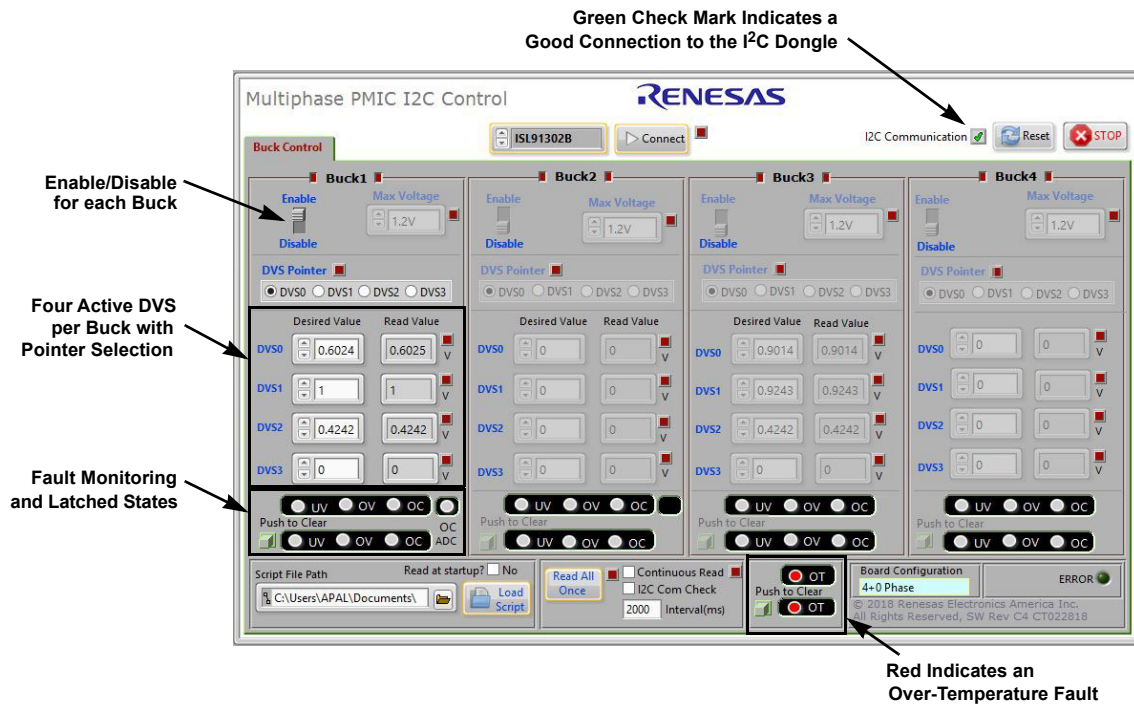 Green Check Mark Indicates a
Good Connection to the I2C Dongle
Multiphase PMIC I2C Control
RENESAS
ISL91302B
Connect
I2C Communication
Reset
STOP
Buck Control
Enable/Disable
for each Buck
Four Active DVS
per Buck with
Pointer Selection
Fault Monitoring
and Latched States
Buck1
Enable
Max Voltage
1.2V
Disable
DVS Pointer
DVS0 DVS1 DVS2 DVS3
Desired Value Read Value
DVS0 0.6024 0.6025 V
DVS1 1 1 V
DVS2 0.4242 0.4242 V
DVS3 0 0 V
UV OV OC
Push to Clear
OC
ADC
UV OV OC
Buck2
Enable
Max Voltage
1.2V
Disable
DVS Pointer
DVS0 DVS1 DVS2 DVS3
Desired Value Read Value
DVS0 0 0 V
DVS1 0 0 V
DVS2 0 0 V
DVS3 0 0 V
UV OV OC
Push to Clear
UV OV OC
Buck3
Enable
Max Voltage
1.2V
Disable
DVS Pointer
DVS0 DVS1 DVS2 DVS3
Desired Value Read Value
DVS0 0.9014 0.9014 V
DVS1 0.9243 0.9243 V
DVS2 0.4242 0.4242 V
DVS3 0 0 V
UV OV OC
Push to Clear
UV OV OC
Buck4
Enable
Max Voltage
1.2V
Disable
DVS Pointer
DVS0 DVS1 DVS2 DVS3
DVS0 0 0 V
DVS1 0 0 V
DVS2 0 0 V
DVS3 0 0 V
UV OV OC
Push to Clear
UV OV OC
Script File Path
Read at startup? No
C:\Users\APAL\Documents\
Load
Script
Read All
Once
Continuous Read
I2C Com Check
2000 Interval(ms)
OT
Push to Clear
OT
Board Configuration
4+0 Phase
ERROR
© 2018 Renesas Electronics America Inc.
All Rights Reserved, SW Rev C4 CT022818
Red Indicates an
Over-Temperature Fault